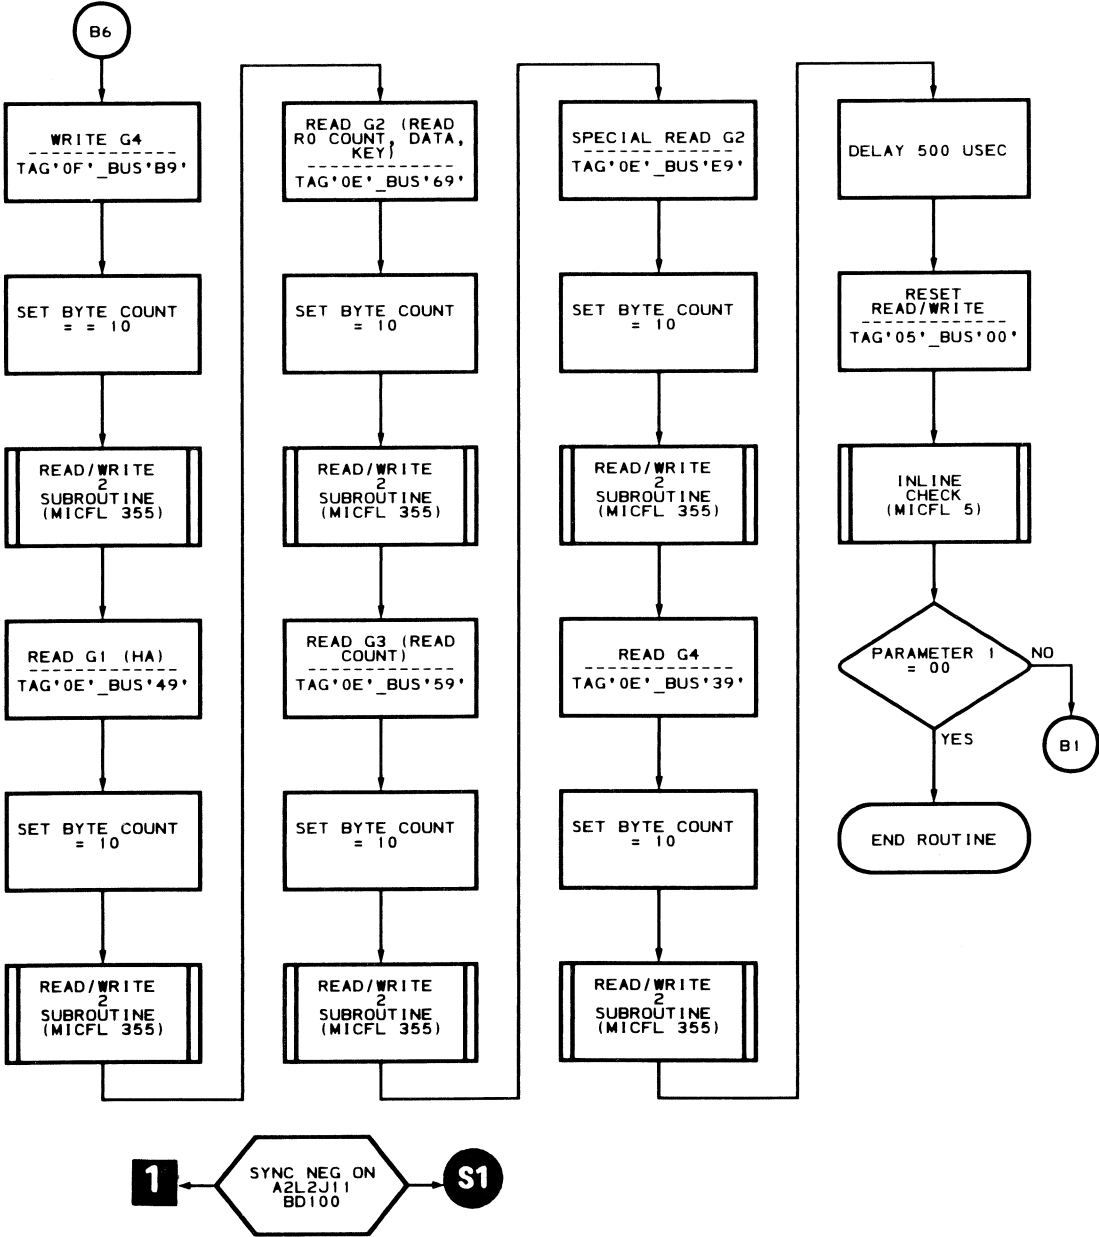 B6
WRITE G4
TAG'0F'_BUS'B9'
SET BYTE COUNT
= = 10
READ/WRITE
2
SUBROUTINE
(MICFL 355)
READ G1 (HA)
TAG'0E'_BUS'49'
SET BYTE COUNT
= 10
READ/WRITE
2
SUBROUTINE
(MICFL 355)
READ G2 (READ
R0 COUNT, DATA,
KEY)
TAG'0E'_BUS'69'
SET BYTE COUNT
= 10
READ/WRITE
2
SUBROUTINE
(MICFL 355)
READ G3 (READ
COUNT)
TAG'0E'_BUS'59'
SET BYTE COUNT
= 10
READ/WRITE
2
SUBROUTINE
(MICFL 355)
SPECIAL READ G2
TAG'0E'_BUS'E9'
SET BYTE COUNT
= 10
READ/WRITE
2
SUBROUTINE
(MICFL 355)
READ G4
TAG'0E'_BUS'39'
SET BYTE COUNT
= 10
READ/WRITE
2
SUBROUTINE
(MICFL 355)
DELAY 500 USEC
RESET
READ/WRITE
TAG'05'_BUS'00'
INLINE
CHECK
(MICFL 5)
PARAMETER 1
= 00
NO
B1
YES
END ROUTINE
1
SYNC NEG ON
A2L2J11
BD100
S1